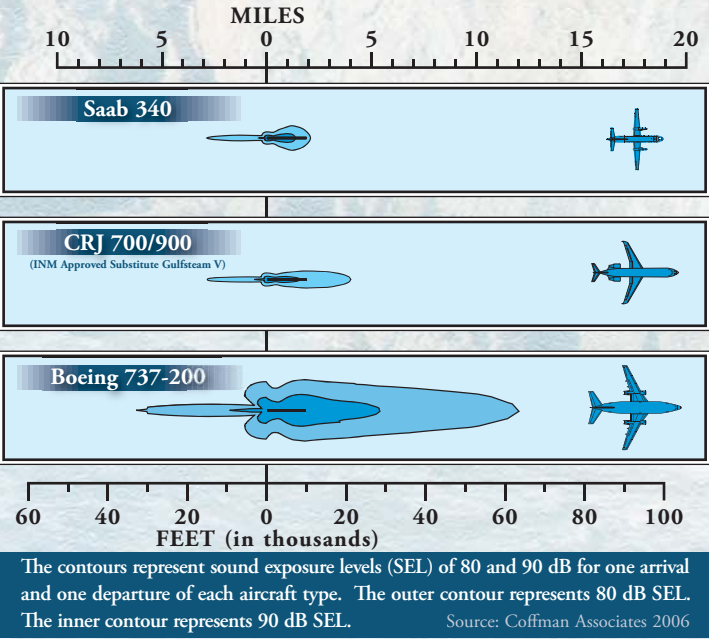 MILES
10 5 0 5 10 15 20
Saab 340
CRJ 700/900
(INM Approved Substitute Gulfsteam V)
Boeing 737-200
60 40 20 0 20 40 60 80 100
FEET (in thousands)
The contours represent sound exposure levels (SEL) of 80 and 90 dB for one arrival
and one departure of each aircraft type. The outer contour represents 80 dB SEL.
The inner contour represents 90 dB SEL. Source: Coffman Associates 2006